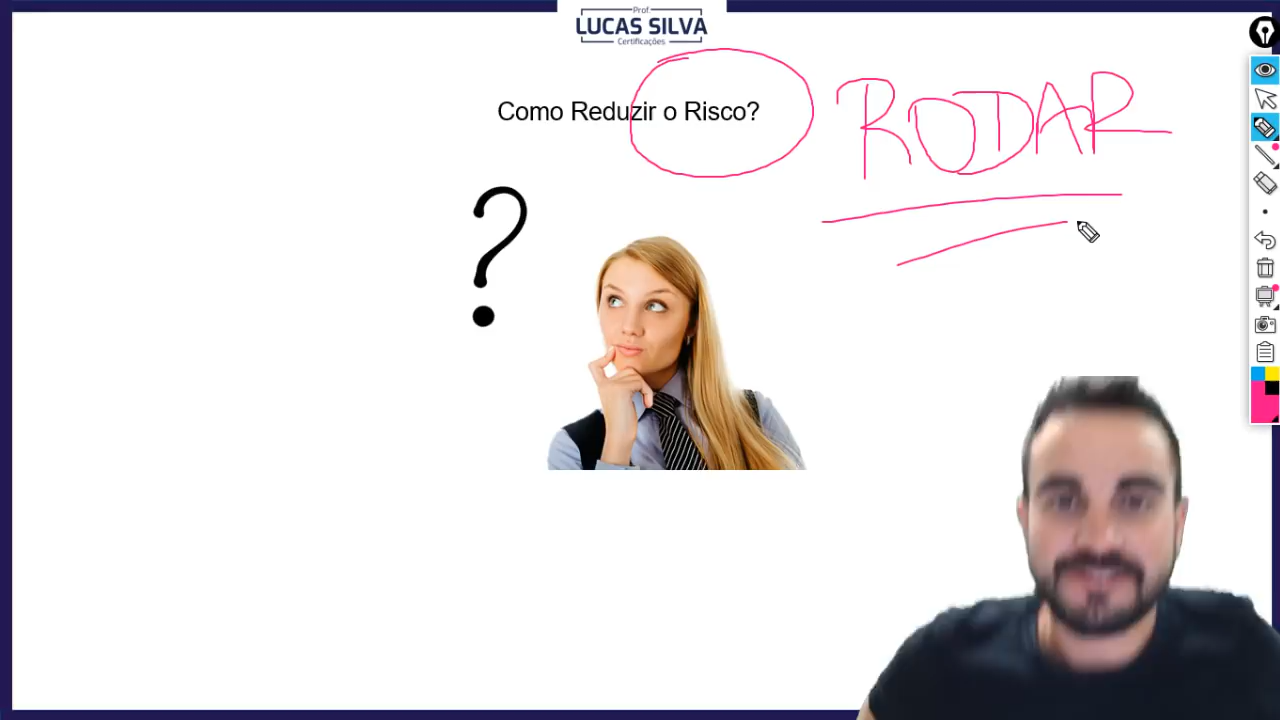 Prof.
LUCAS SILVA
Certificações
Como Reduzir o Risco?
RODAR
?